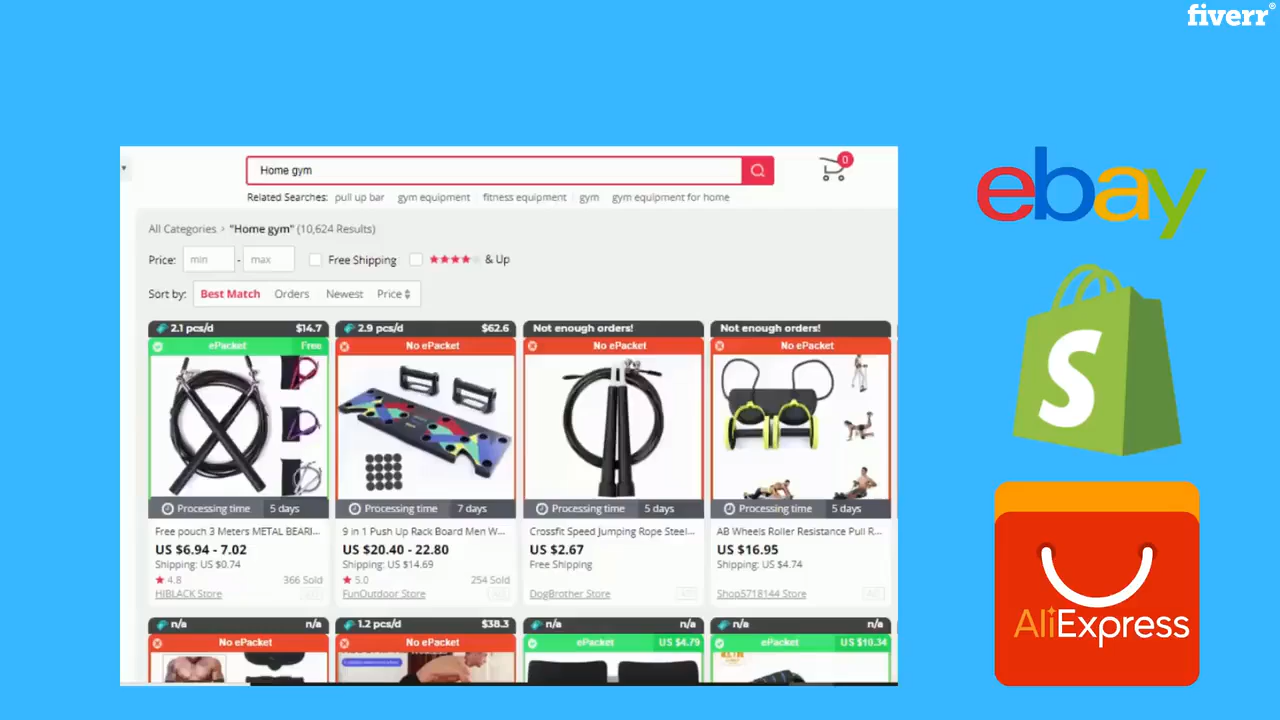 fiverr®
Home gym
0
Related Searches: pull up bar gym equipment fitness equipment gym gym equipment for home
All Categories > "Home gym" (10,624 Results)
Price: min - max Free Shipping & Up
Sort by: Best Match Orders Newest Price
2.1 pcs/d $14.7 2.9 pcs/d $62.6 Not enough orders! Not enough orders!
ePacket Free No ePacket No ePacket No ePacket
Processing time 5 days Processing time 7 days Processing time 5 days Processing time 5 days
Free pouch 3 Meters METAL BEARI... 9 in 1 Push Up Rack Board Men W... Crossfit Speed Jumping Rope Steel... AB Wheels Roller Resistance Pull R...
US $6.94 - 7.02 US $20.40 - 22.80 US $2.67 US $16.95
Shipping: US $0.74 Shipping: US $14.69 Free Shipping Shipping: US $4.74
4.8 366 Sold 5.0 254 Sold
HIBLACK Store FunOutdoor Store DogBrother Store Shop5718144 Store
n/a n/a 1.2 pcs/d $38.3 n/a n/a n/a n/a
No ePacket No ePacket ePacket US $4.79 ePacket US $10.34
ebay
S
AliExpress